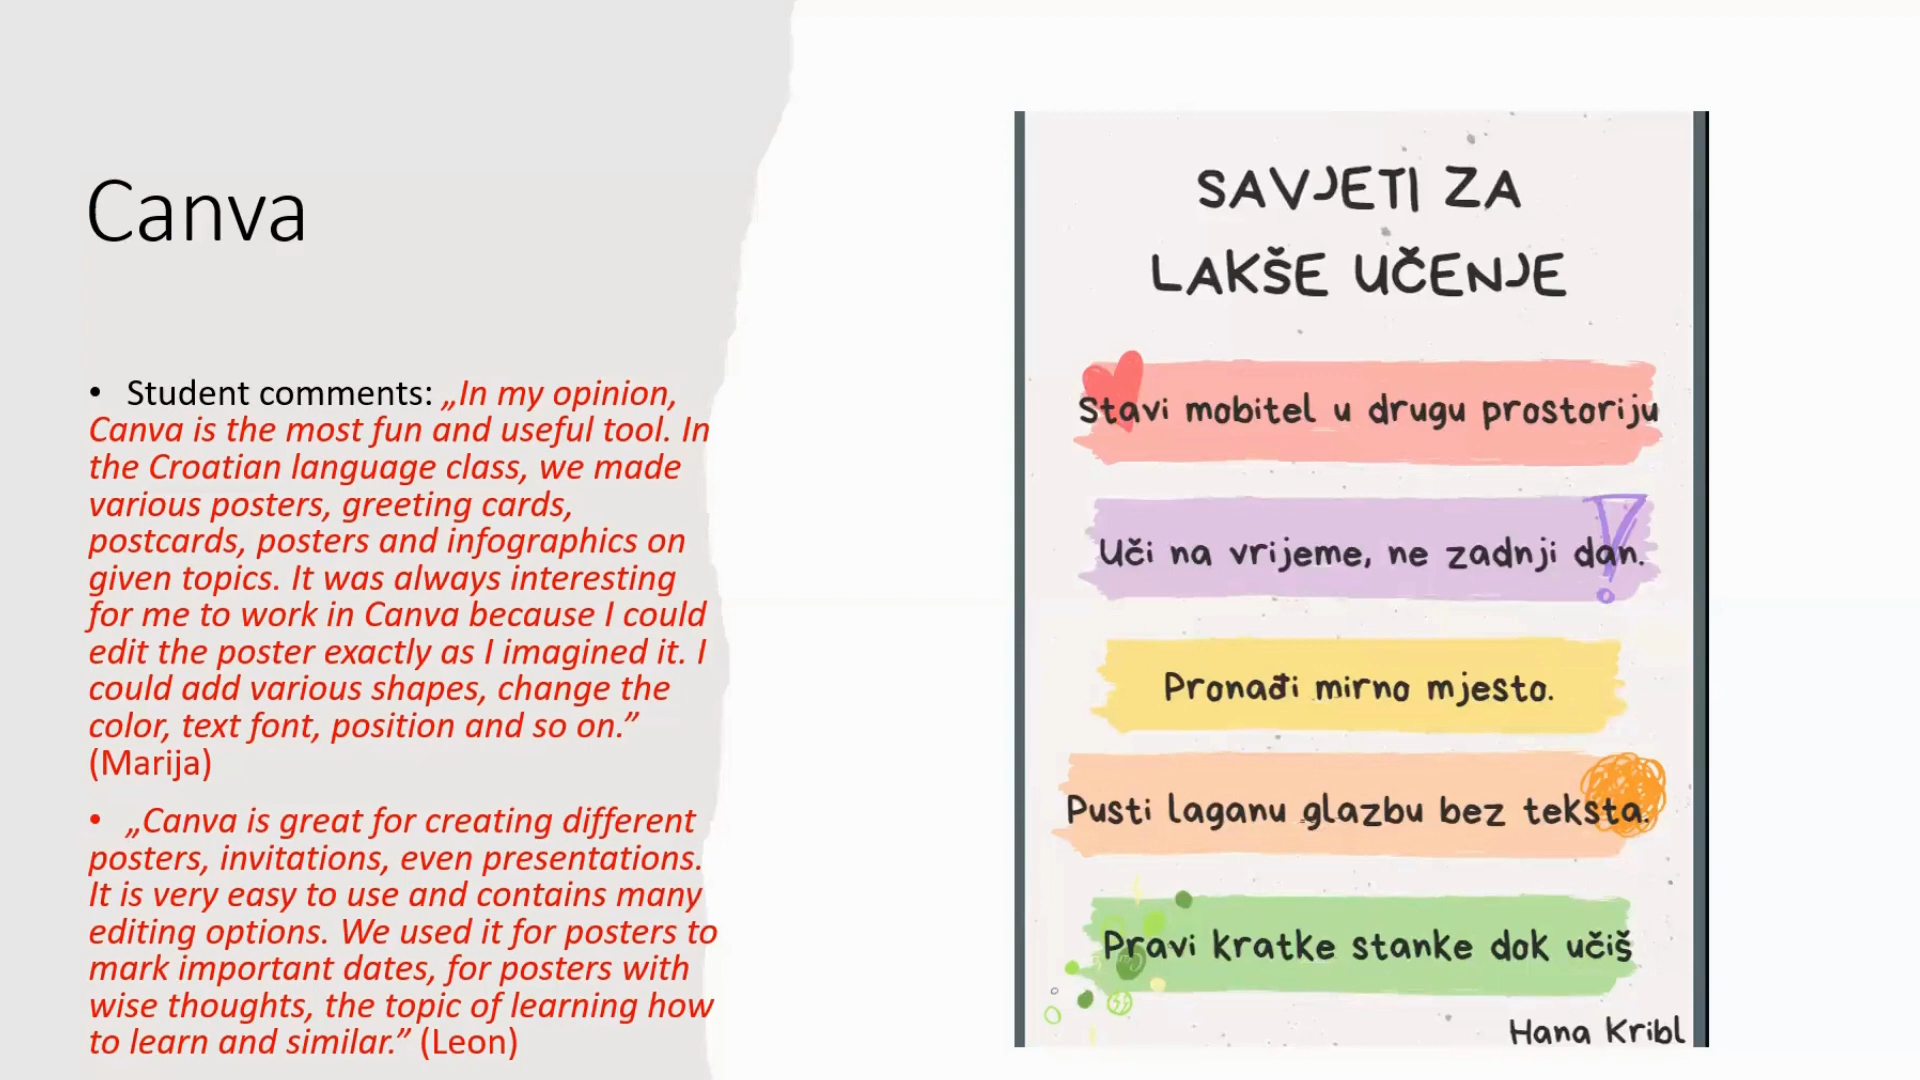 Canva
• Student comments: „In my opinion,
Canva is the most fun and useful tool. In
the Croatian language class, we made
various posters, greeting cards,
postcards, posters and infographics on
given topics. It was always interesting
for me to work in Canva because I could
edit the poster exactly as I imagined it. I
could add various shapes, change the
color, text font, position and so on.”
(Marija)
• „Canva is great for creating different
posters, invitations, even presentations.
It is very easy to use and contains many
editing options. We used it for posters to
mark important dates, for posters with
wise thoughts, the topic of learning how
to learn and similar.” (Leon)
SAVJETI ZA
LAKŠE UČENJE
Stavi mobitel u drugu prostoriju
Uči na vrijeme, ne zadnji dan.
Pronađi mirno mjesto.
Pusti laganu glazbu bez teksta.
Pravi kratke stanke dok učiš
Hana Kribl